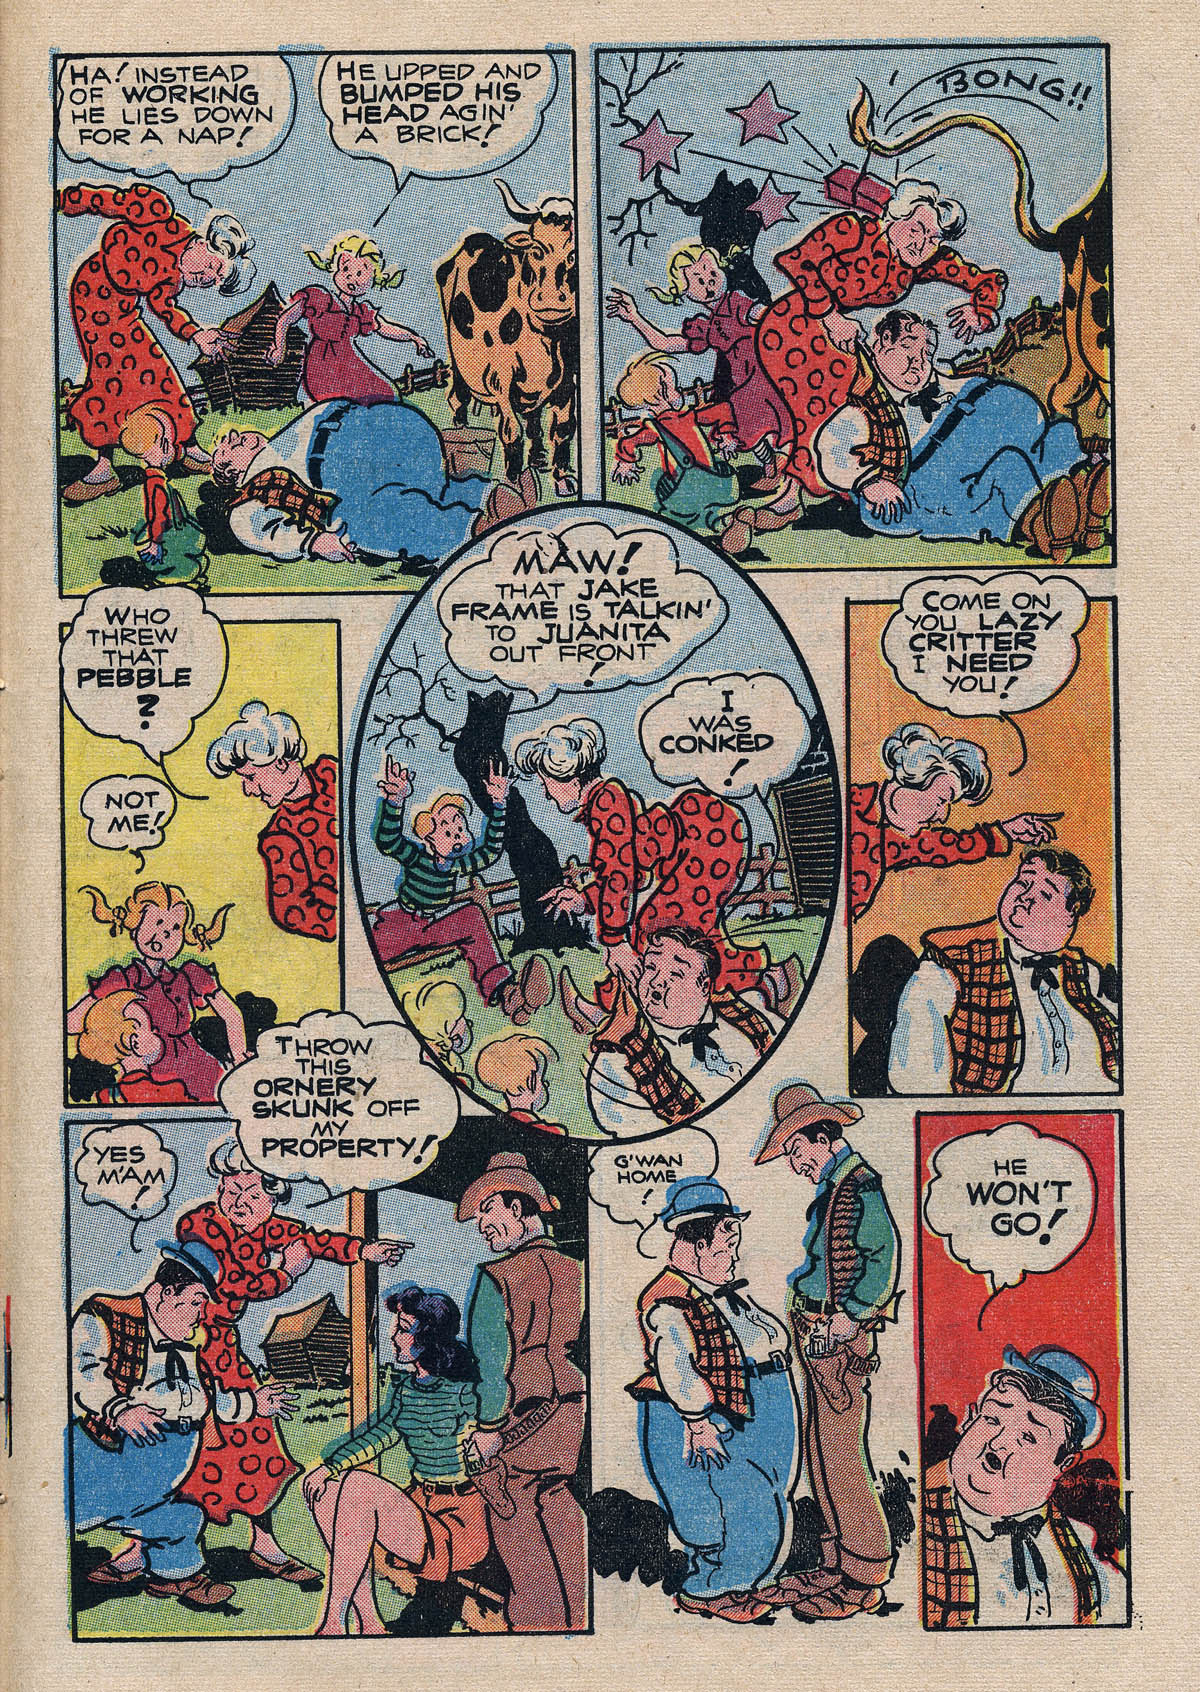 HA! INSTEAD
OF WORKING
HE LIES DOWN
FOR A NAP!
HE UPPED AND
BUMPED HIS
HEAD AGIN'
A BRICK!
BONG!!
WHO
THREW
THAT
PEBBLE
?
NOT
ME!
MAW!
THAT JAKE
FRAME IS TALKIN'
TO JUANITA
OUT FRONT
!
I
WAS
CONKED
!
COME ON
YOU LAZY
CRITTER
I NEED
YOU!
YES
M'AM
!
THROW
THIS
ORNERY
SKUNK OFF
MY
PROPERTY!
G'WAN
HOME
!
HE
WON'T
GO!